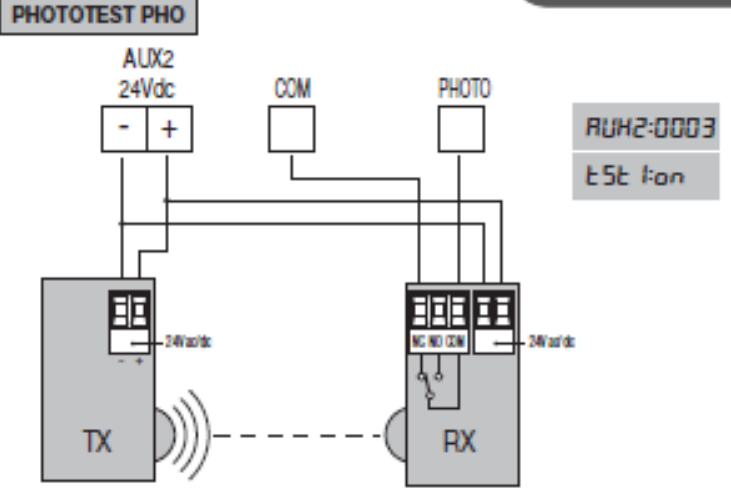 PHOTOTEST PHO
AUX2
24Vdc
COM
PHOTO
- +
AUX2:0003
tSt 1:on
24Vac/dc
NC NO COM
24Vac/dc
- +
TX
RX